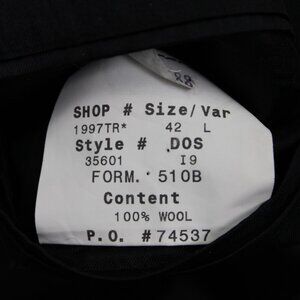 SHOP # Size/Var
1997TR* 42 L
Style # DOS
35601 I9
FORM. 510B
Content
100% WOOL
P.O. #74537